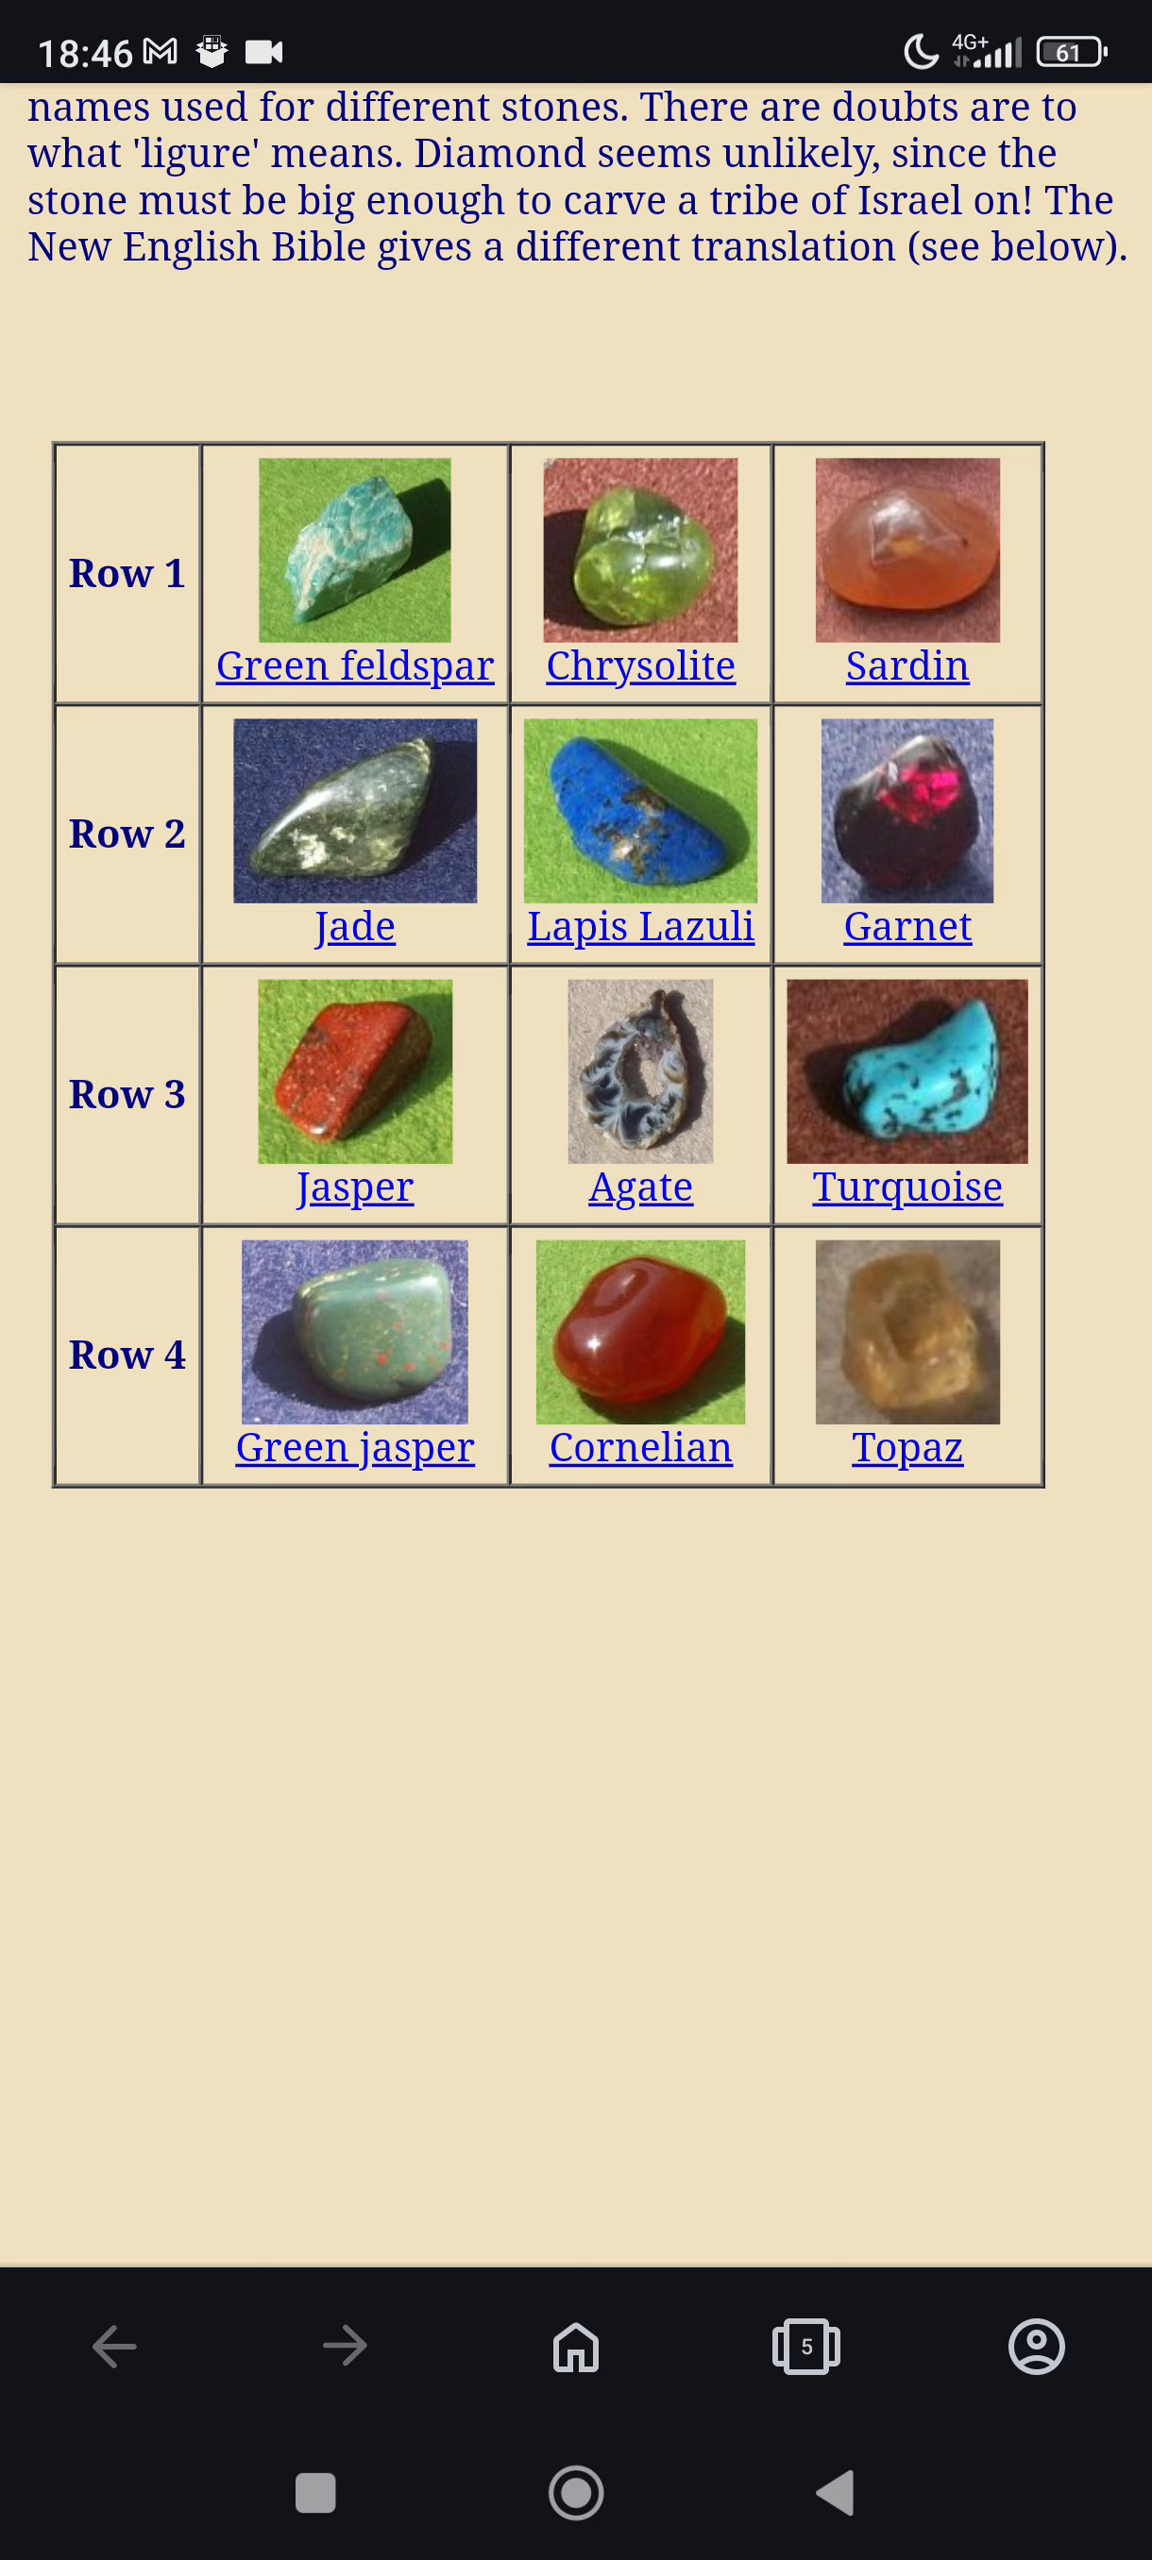 18:46
4G+
61
names used for different stones. There are doubts are to
what 'ligure' means. Diamond seems unlikely, since the
stone must be big enough to carve a tribe of Israel on! The
New English Bible gives a different translation (see below).
Row 1
Green feldspar
Chrysolite
Sardin
Row 2
Jade
Lapis Lazuli
Garnet
Row 3
Jasper
Agate
Turquoise
Row 4
Green jasper
Cornelian
Topaz
5